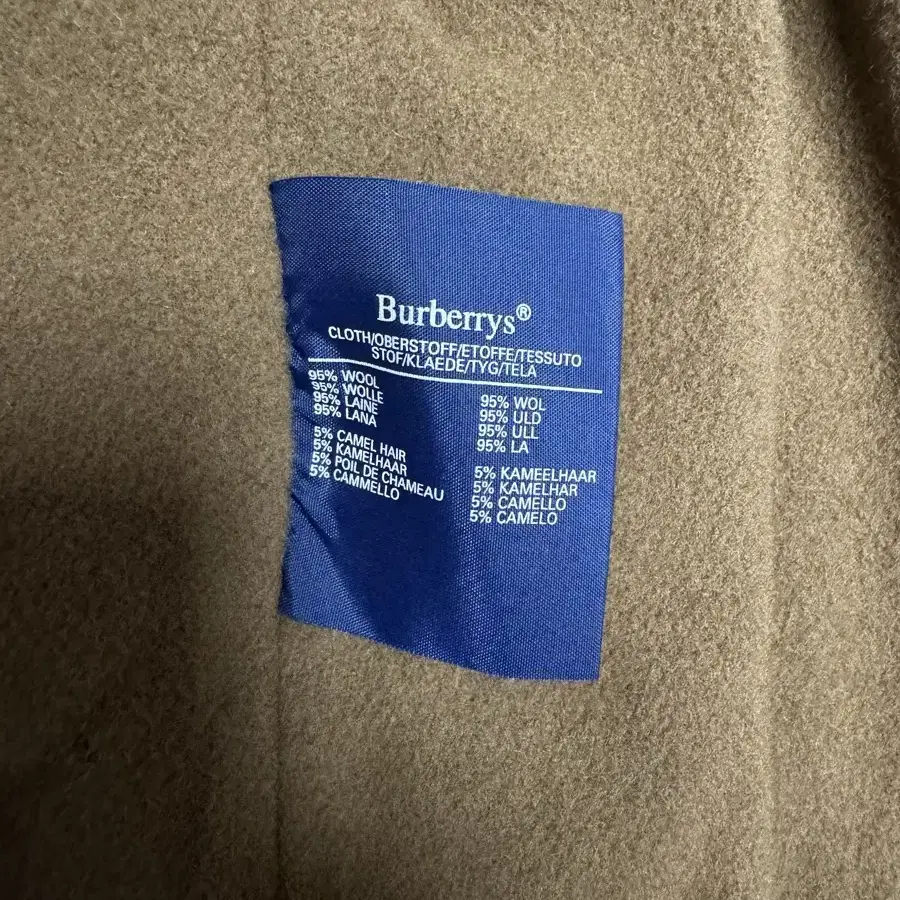 Burberrys®
CLOTH/OBERSTOFF/ETOFFE/TESSUTO
STOF/KLAEDE/TYG/TELA
95% WOOL
95% WOLLE
95% LAINE
95% LANA
5% CAMEL HAIR
5% KAMELHAAR
5% POIL DE CHAMEAU
5% CAMMELLO
95% WOL
95% ULD
95% ULL
95% LA
5% KAMEELHAAR
5% KAMELHAR
5% CAMELLO
5% CAMELO